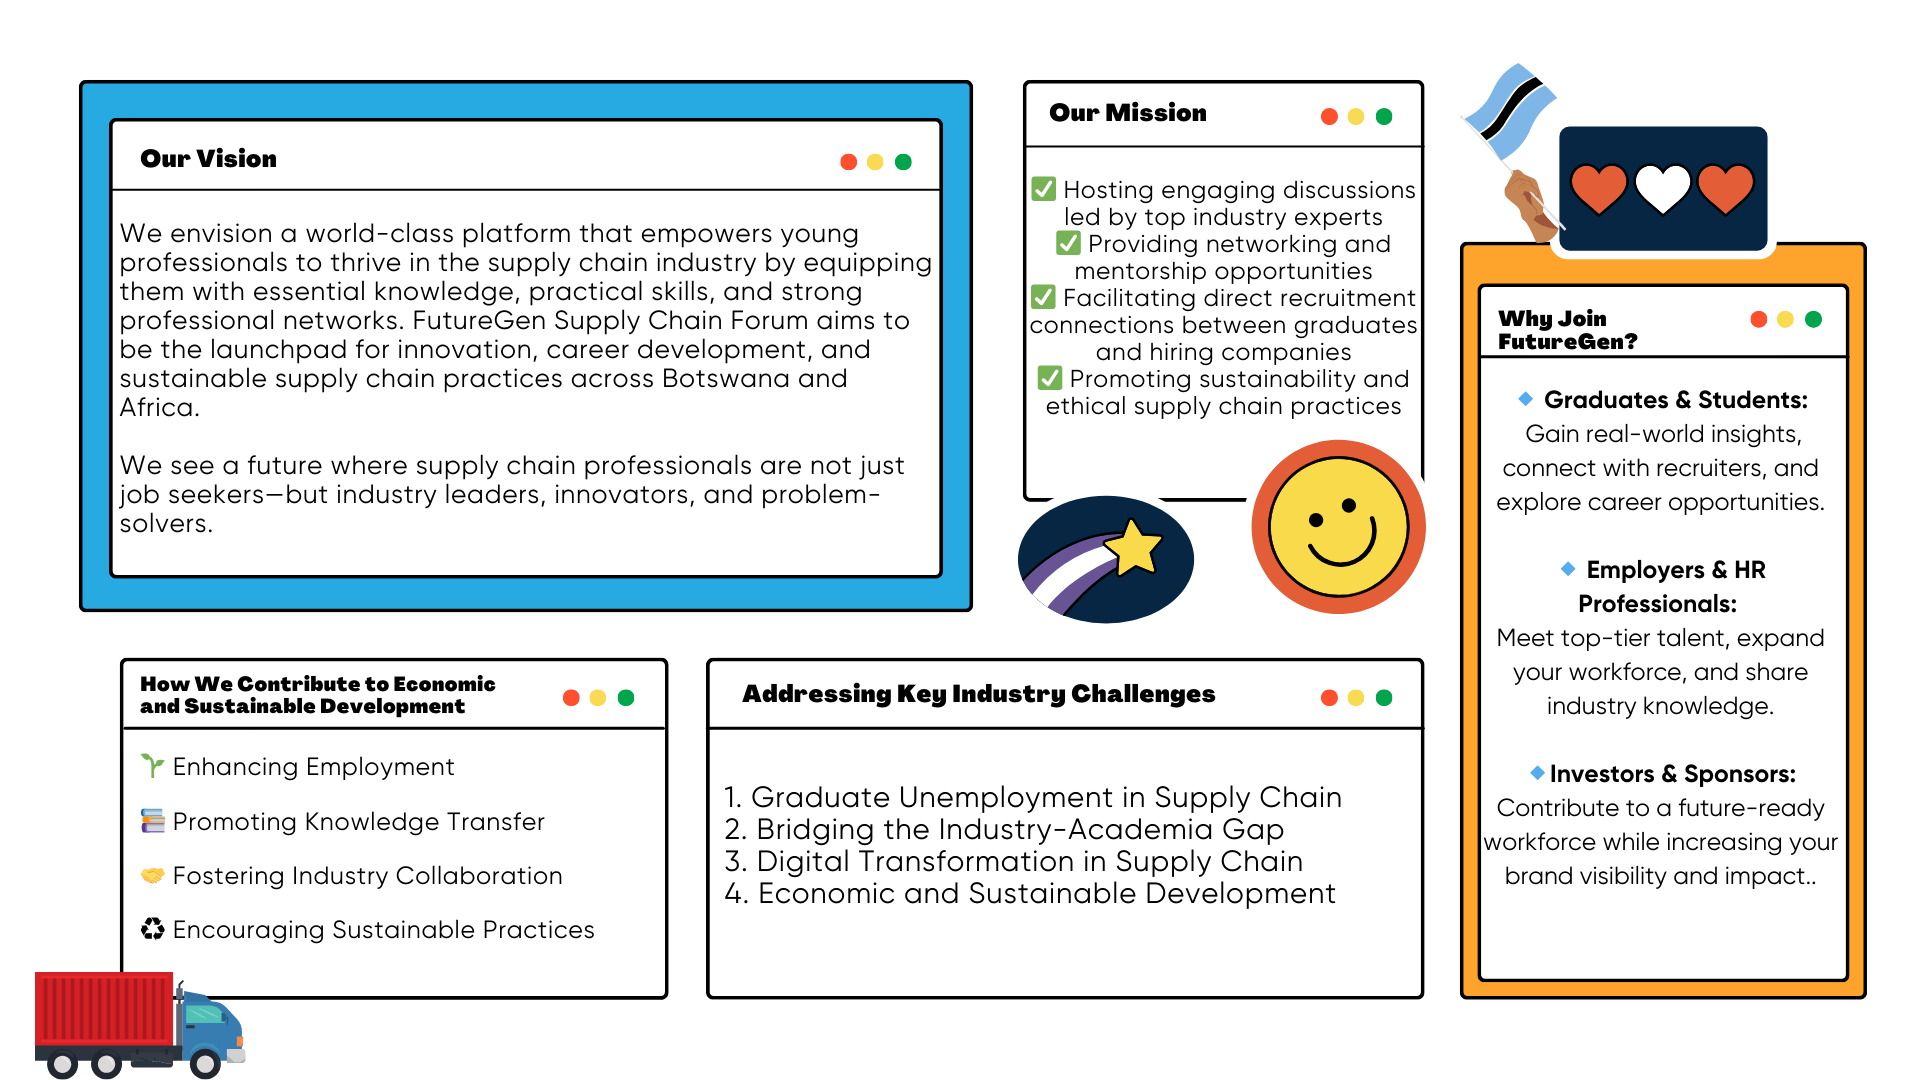 Our Vision
We envision a world-class platform that empowers young
professionals to thrive in the supply chain industry by equipping
them with essential knowledge, practical skills, and strong
professional networks. FutureGen Supply Chain Forum aims to
be the launchpad for innovation, career development, and
sustainable supply chain practices across Botswana and
Africa.
We see a future where supply chain professionals are not just
job seekers—but industry leaders, innovators, and problem-
solvers.
Our Mission
✅ Hosting engaging discussions
led by top industry experts
✅ Providing networking and
mentorship opportunities
✅ Facilitating direct recruitment
connections between graduates
and hiring companies
✅ Promoting sustainability and
ethical supply chain practices
Why Join
FutureGen?
🔹 Graduates & Students:
Gain real-world insights,
connect with recruiters, and
explore career opportunities.
🔹 Employers & HR
Professionals:
Meet top-tier talent, expand
your workforce, and share
industry knowledge.
🔹Investors & Sponsors:
Contribute to a future-ready
workforce while increasing your
brand visibility and impact..
How We Contribute to Economic
and Sustainable Development
🌱 Enhancing Employment
📚 Promoting Knowledge Transfer
🤝 Fostering Industry Collaboration
♻ Encouraging Sustainable Practices
Addressing Key Industry Challenges
1. Graduate Unemployment in Supply Chain
2. Bridging the Industry-Academia Gap
3. Digital Transformation in Supply Chain
4. Economic and Sustainable Development